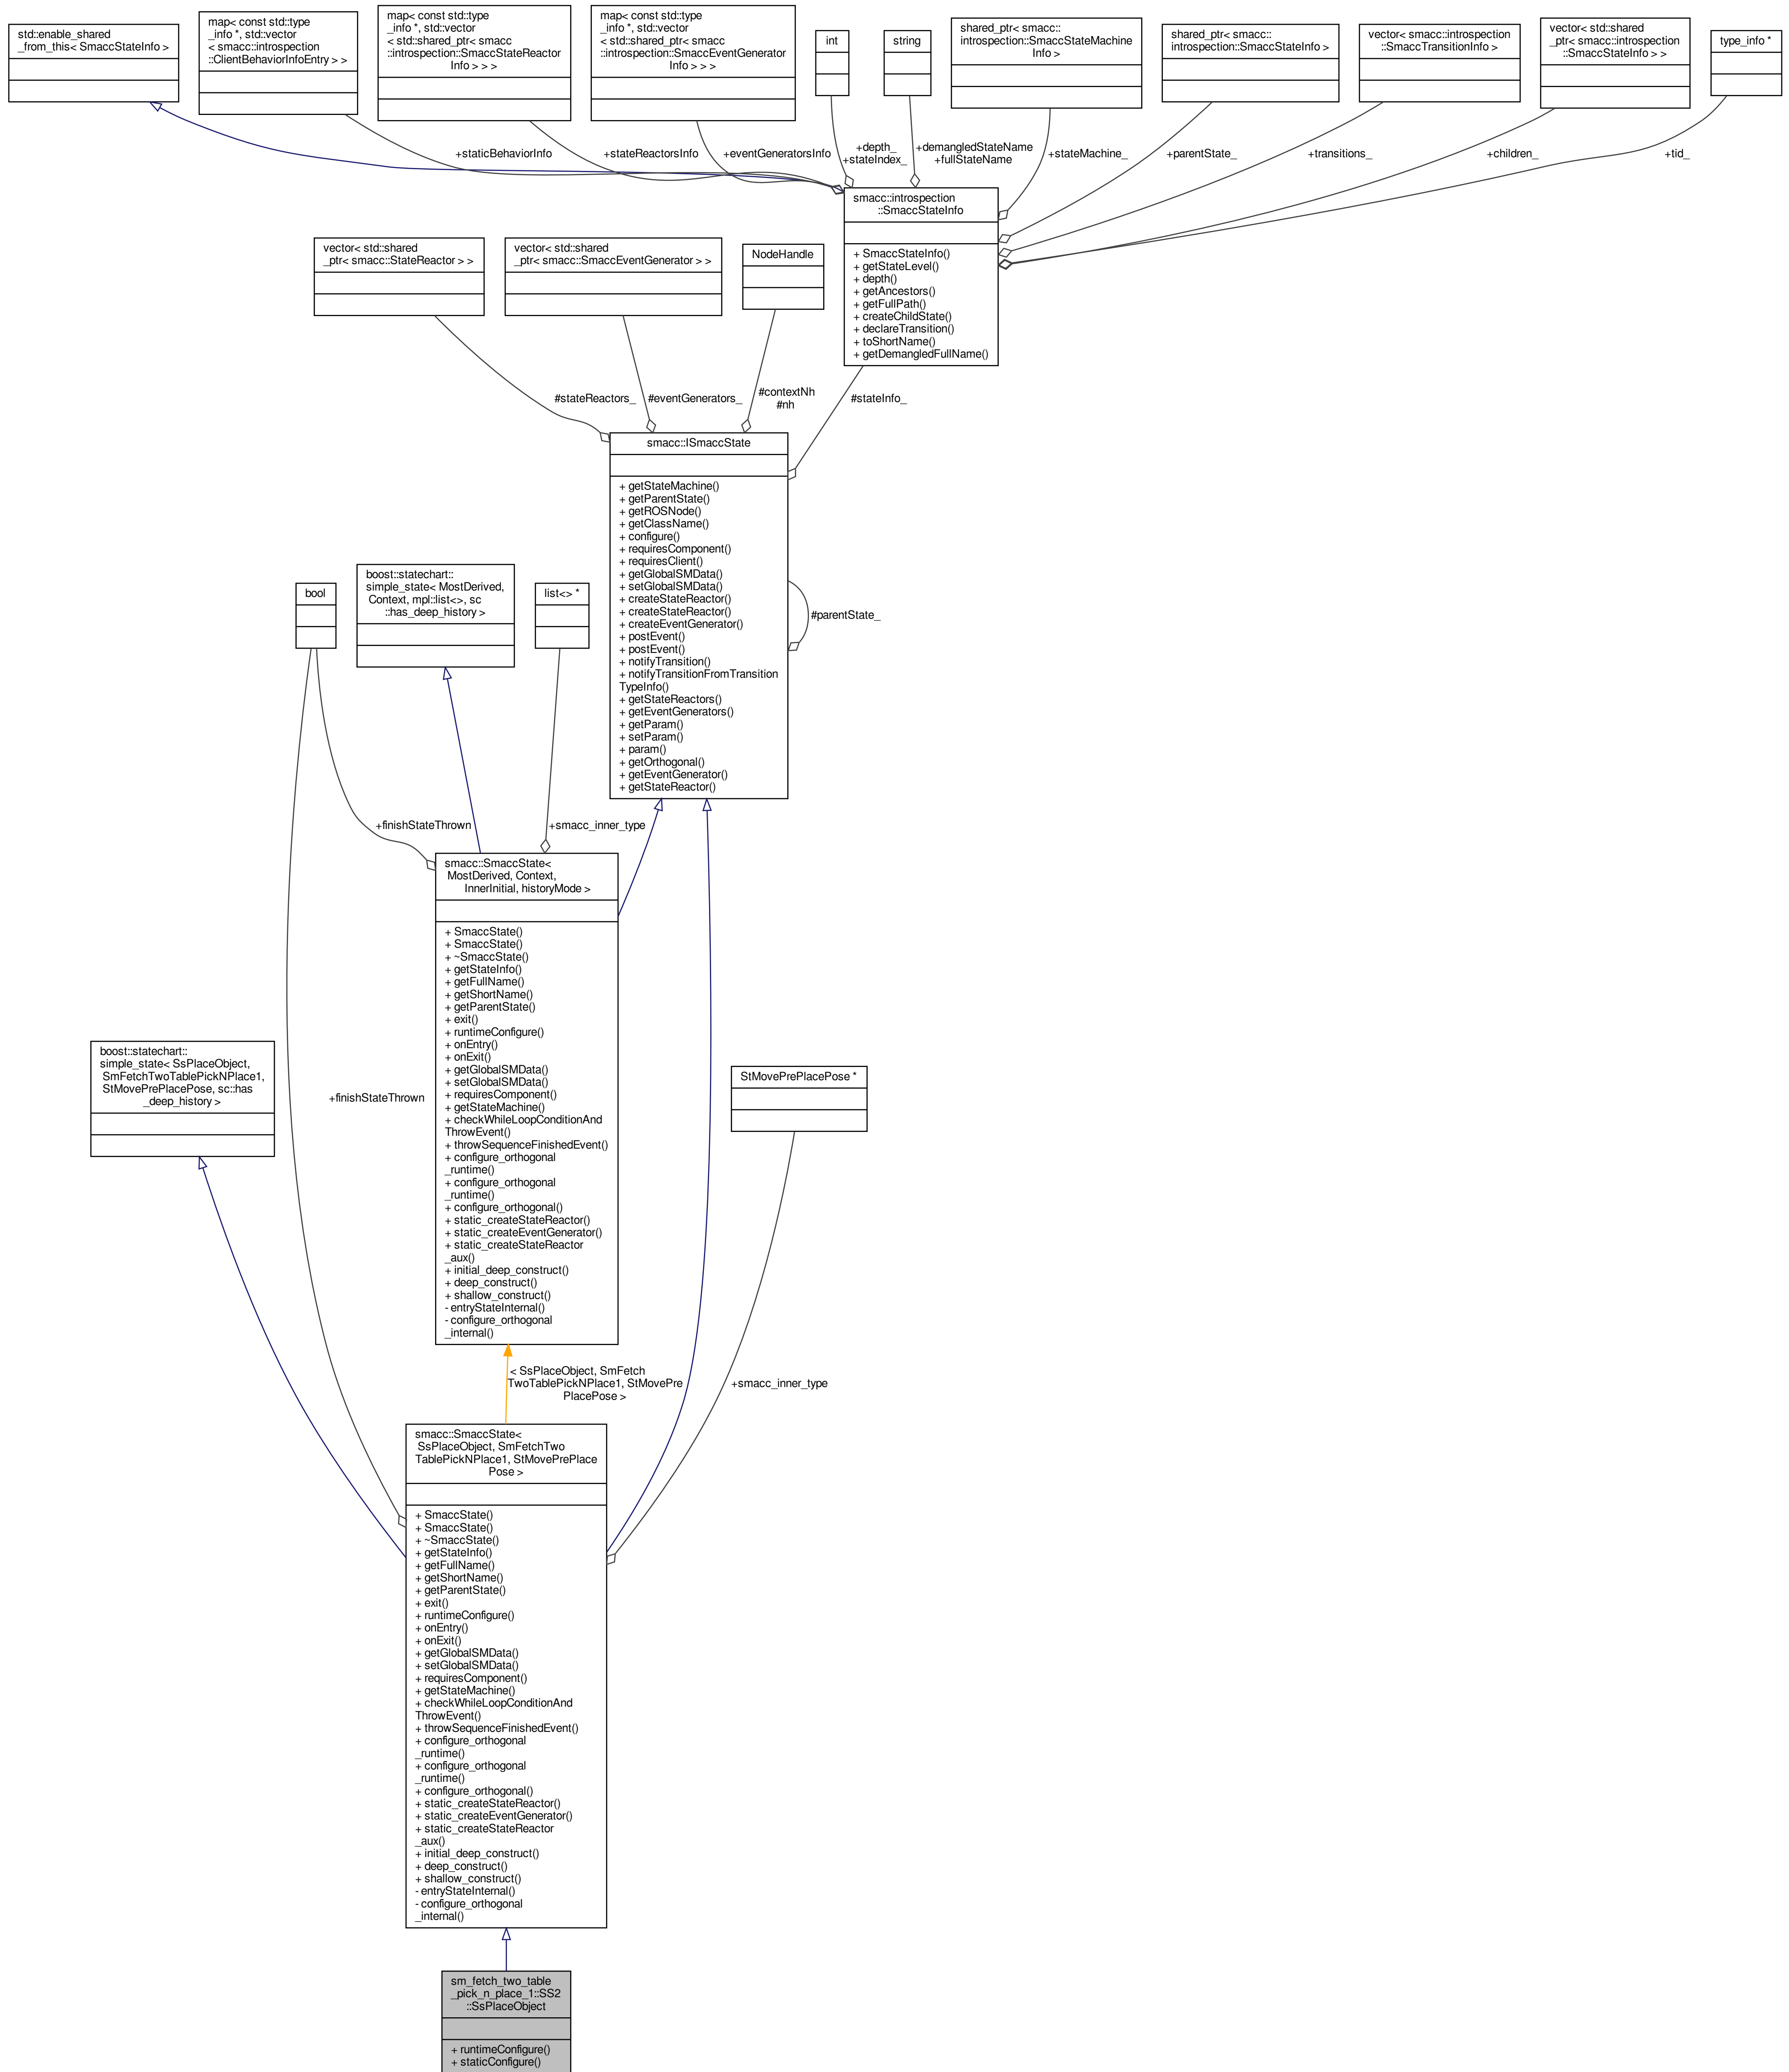 std::enable_shared
_from_this< SmaccStateInfo >
map< const std::type
_info *, std::vector
< smacc::introspection
::ClientBehaviorInfoEntry > >
map< const std::type
_info *, std::vector
< std::shared_ptr< smacc
::introspection::SmaccStateReactor
Info > > >
map< const std::type
_info *, std::vector
< std::shared_ptr< smacc
::introspection::SmaccEventGenerator
Info > > >
int
string
shared_ptr< smacc::
introspection::SmaccStateMachine
Info >
shared_ptr< smacc::
introspection::SmaccStateInfo >
vector< smacc::introspection
::SmaccTransitionInfo >
vector< std::shared
_ptr< smacc::introspection
::SmaccStateInfo > >
type_info *
+staticBehaviorInfo
+stateReactorsInfo
+eventGeneratorsInfo
+depth_
+stateIndex_
+demangledStateName
+fullStateName
+stateMachine_
+parentState_
+transitions_
+children_
+tid_
smacc::introspection
::SmaccStateInfo
+ SmaccStateInfo()
+ getStateLevel()
+ depth()
+ getAncestors()
+ getFullPath()
+ createChildState()
+ declareTransition()
+ toShortName()
+ getDemangledFullName()
vector< std::shared
_ptr< smacc::StateReactor > >
vector< std::shared
_ptr< smacc::SmaccEventGenerator > >
NodeHandle
#stateReactors_
#eventGenerators_
#contextNh
#nh
#stateInfo_
smacc::ISmaccState
+ getStateMachine()
+ getParentState()
+ getROSNode()
+ getClassName()
+ configure()
+ requiresComponent()
+ requiresClient()
+ getGlobalSMData()
+ setGlobalSMData()
+ createStateReactor()
+ createStateReactor()
+ createEventGenerator()
+ postEvent()
+ postEvent()
+ notifyTransition()
+ notifyTransitionFromTransition
TypeInfo()
+ getStateReactors()
+ getEventGenerators()
+ getParam()
+ setParam()
+ param()
+ getOrthogonal()
+ getEventGenerator()
+ getStateReactor()
#parentState_
bool
boost::statechart::
simple_state< MostDerived,
Context, mpl::list<>, sc
::has_deep_history >
list<> *
+finishStateThrown
+smacc_inner_type
smacc::SmaccState<
MostDerived, Context,
InnerInitial, historyMode >
+ SmaccState()
+ SmaccState()
+ ~SmaccState()
+ getStateInfo()
+ getFullName()
+ getShortName()
+ getParentState()
+ exit()
+ runtimeConfigure()
+ onEntry()
+ onExit()
+ getGlobalSMData()
+ setGlobalSMData()
+ requiresComponent()
+ getStateMachine()
+ checkWhileLoopConditionAnd
ThrowEvent()
+ throwSequenceFinishedEvent()
+ configure_orthogonal
_runtime()
+ configure_orthogonal
_runtime()
+ configure_orthogonal()
+ static_createStateReactor()
+ static_createEventGenerator()
+ static_createStateReactor
_aux()
+ initial_deep_construct()
+ deep_construct()
+ shallow_construct()
- entryStateInternal()
- configure_orthogonal
_internal()
boost::statechart::
simple_state< SsPlaceObject,
SmFetchTwoTablePickNPlace1,
StMovePrePlacePose, sc::has
_deep_history >
+finishStateThrown
StMovePrePlacePose *
< SsPlaceObject, SmFetch
TwoTablePickNPlace1, StMovePre
PlacePose >
+smacc_inner_type
smacc::SmaccState<
SsPlaceObject, SmFetchTwo
TablePickNPlace1, StMovePrePlace
Pose >
+ SmaccState()
+ SmaccState()
+ ~SmaccState()
+ getStateInfo()
+ getFullName()
+ getShortName()
+ getParentState()
+ exit()
+ runtimeConfigure()
+ onEntry()
+ onExit()
+ getGlobalSMData()
+ setGlobalSMData()
+ requiresComponent()
+ getStateMachine()
+ checkWhileLoopConditionAnd
ThrowEvent()
+ throwSequenceFinishedEvent()
+ configure_orthogonal
_runtime()
+ configure_orthogonal
_runtime()
+ configure_orthogonal()
+ static_createStateReactor()
+ static_createEventGenerator()
+ static_createStateReactor
_aux()
+ initial_deep_construct()
+ deep_construct()
+ shallow_construct()
- entryStateInternal()
- configure_orthogonal
_internal()
sm_fetch_two_table
_pick_n_place_1::SS2
::SsPlaceObject
+ runtimeConfigure()
+ staticConfigure()